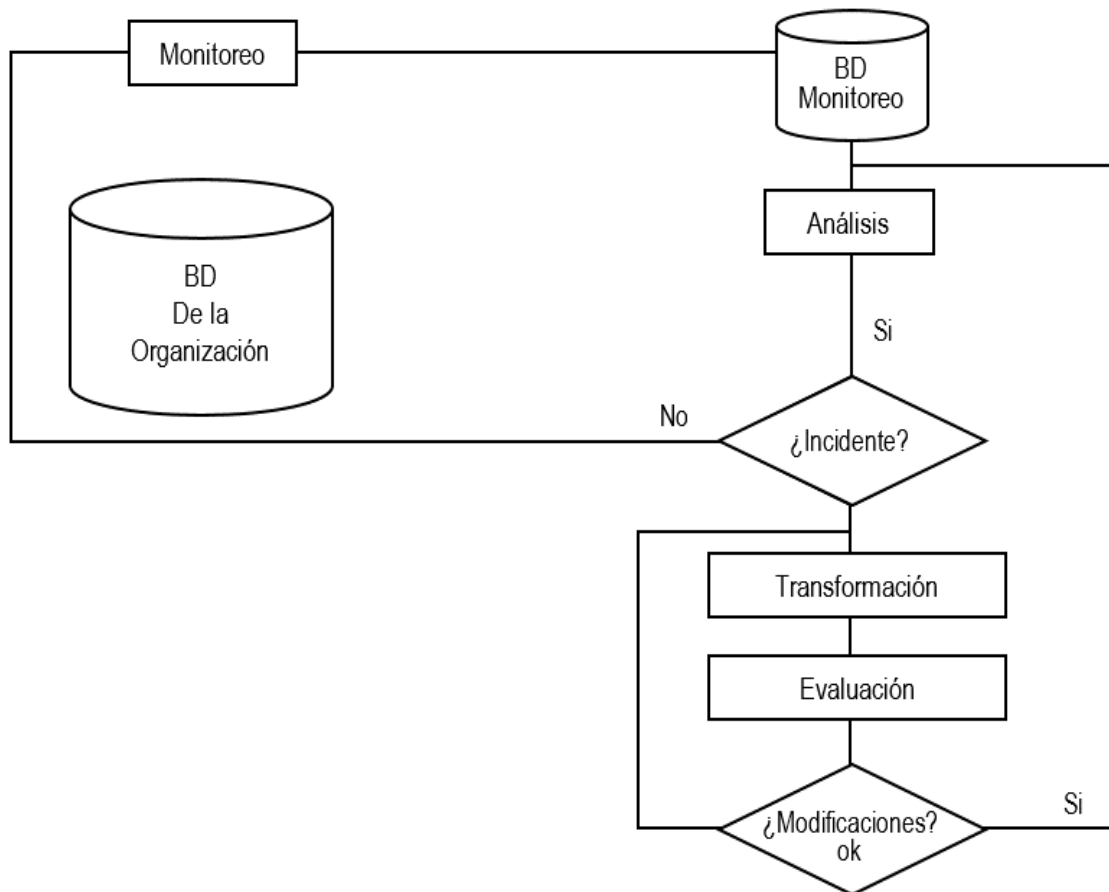 Monitoreo
BD
Monitoreo
Análisis
BD
De la
Organización
Si
No
¿Incidente?
Transformación
Evaluación
¿Modificaciones?
ok
Si